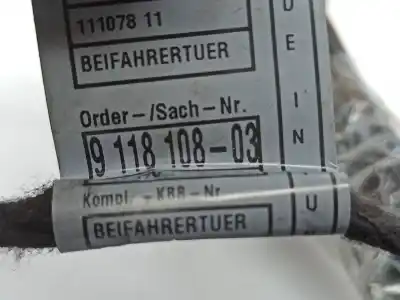 111078 11
BEIFAHRERTUER
Order-/Sach-Nr.
9 118 108-03
Kompl. -KBB-Nr
BEIFAHRERTUER
D
E
I
N
U